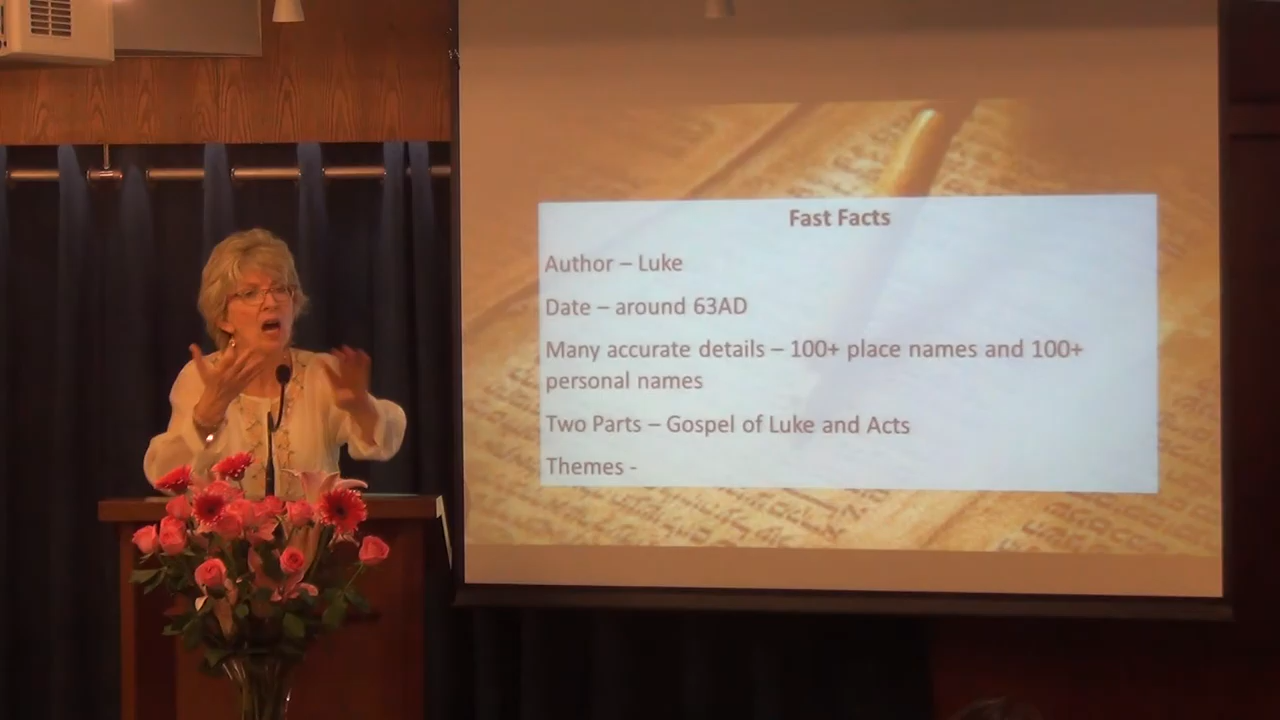 Fast Facts
Author – Luke
Date – around 63AD
Many accurate details – 100+ place names and 100+
personal names
Two Parts – Gospel of Luke and Acts
Themes -